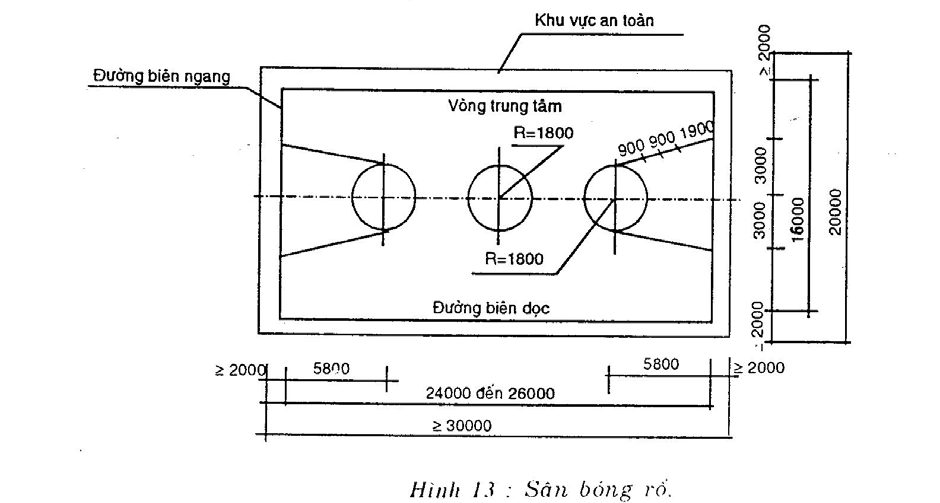 Khu vực an toàn
Đường biên ngang
Vòng trung tâm
R=1800
900 900 1900
R=1800
Đường biên dọc
≥ 2000
3000
3000
≥ 2000
16000
20000
≥ 2000
5800
5800
≥ 2000
24000 đến 26000
≥ 30000
Hình 13 : Sân bóng rổ.